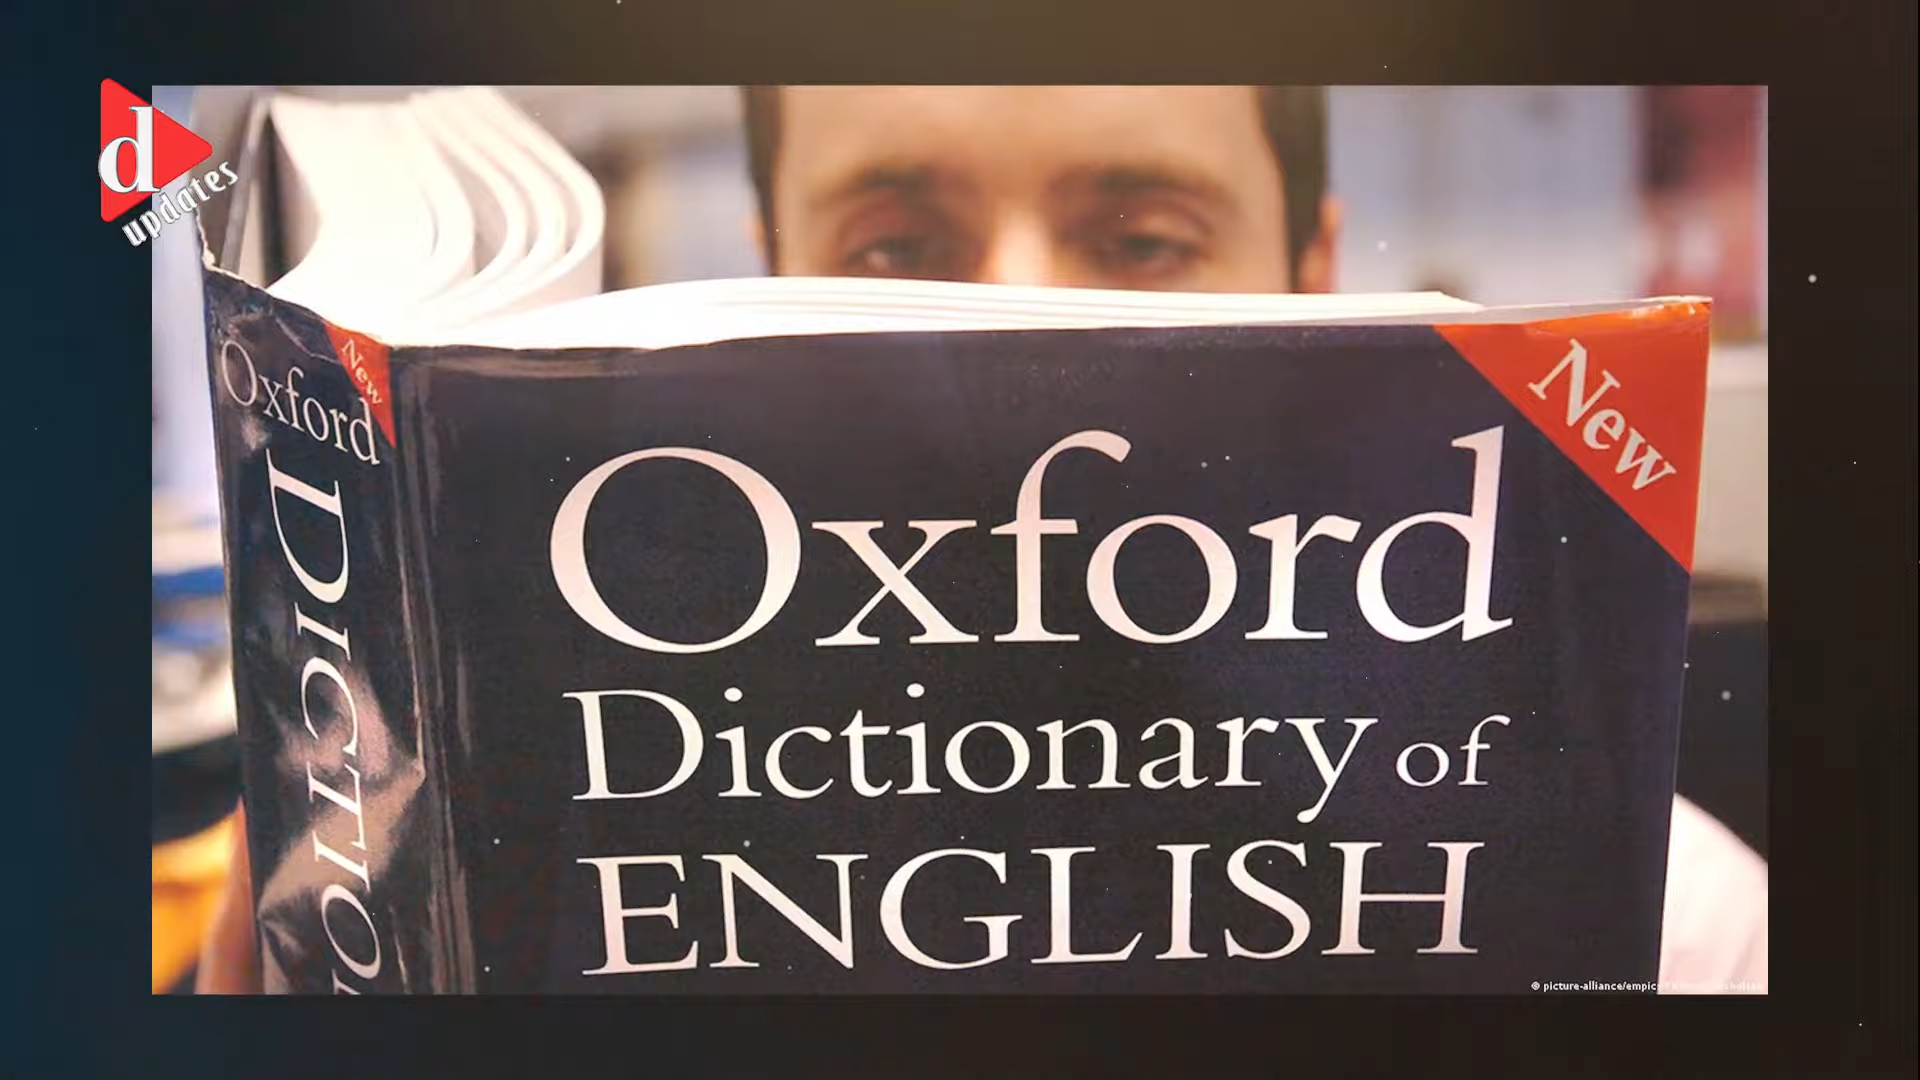 d
updates
New
Oxford
DICTIO
New
Oxford
Dictionary of
ENGLISH
© picture-alliance/empics